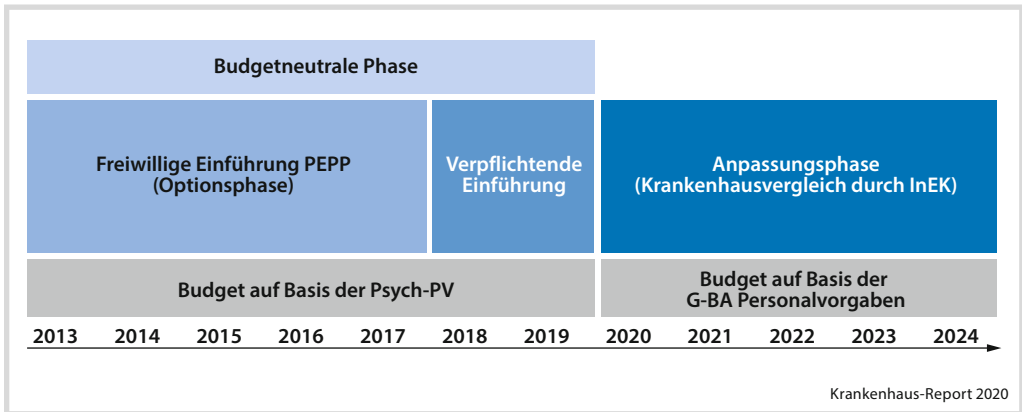 Budgetneutrale Phase
Freiwillige Einführung PEPP
(Optionsphase)
Verpflichtende
Einführung
Anpassungsphase
(Krankenhausvergleich durch InEK)
Budget auf Basis der Psych-PV
Budget auf Basis der
G-BA Personalvorgaben
2013 2014 2015 2016 2017 2018 2019 2020 2021 2022 2023 2024
Krankenhaus-Report 2020